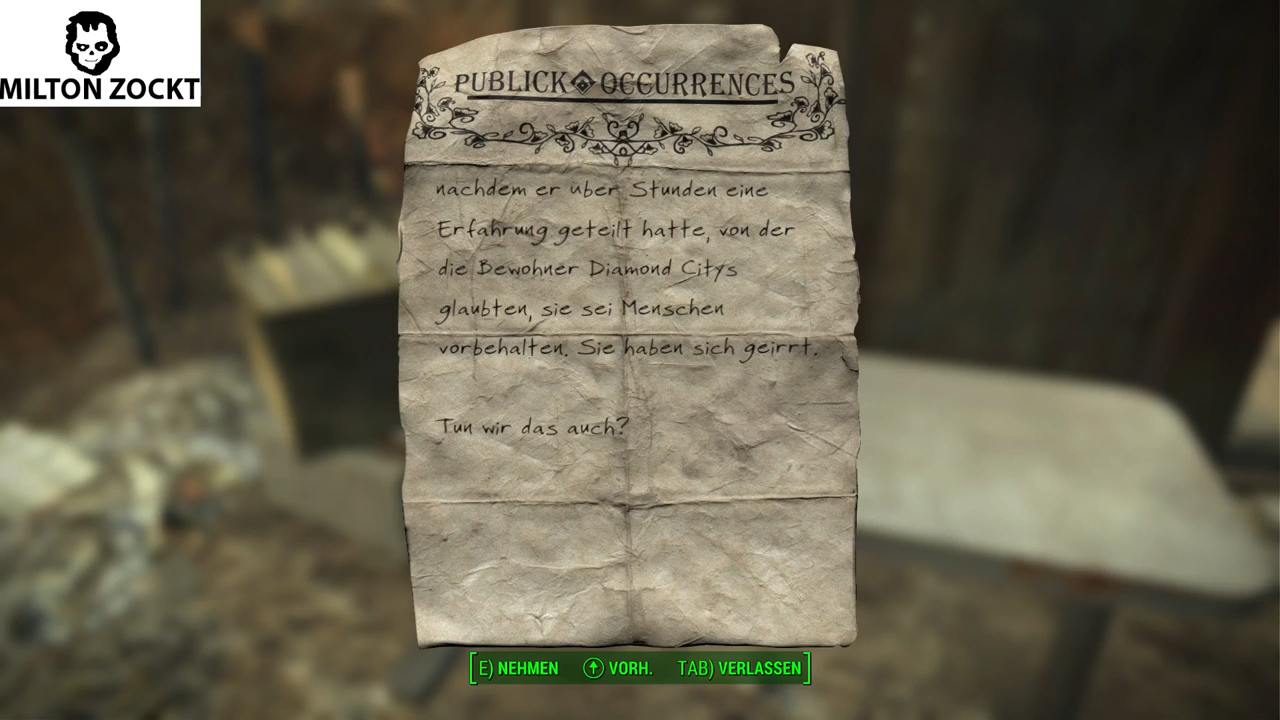 MILTON ZOCKT
PUBLICK OCCURRENCES
nachdem er über Stunden eine
Erfahrung geteilt hatte, von der
die Bewohner Diamond Citys
glaubten, sie sei Menschen
vorbehalten. Sie haben sich geirrt.
Tun wir das auch?
E) NEHMEN VORH. TAB) VERLASSEN